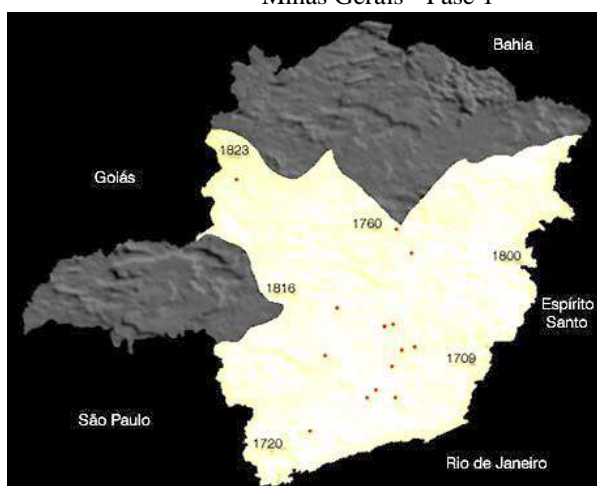 Minas Gerais - Fase 1
Bahia
1823
Goiás
1760
1800
1816
Espírito
Santo
1709
São Paulo
1720
Rio de Janeiro